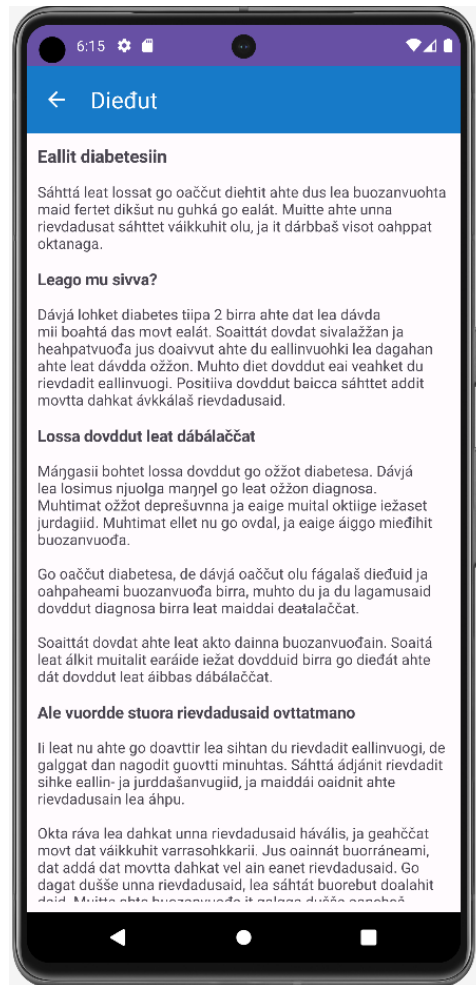 6:15
Dieđut
Eallit diabetesiin
Sáhttá leat lossat go oaččut diehtit ahte dus lea buozanvuohta
maid fertet dikšut nu guhká go ealát. Muitte ahte unna
rievdadusat sáhttet váikkuhit olu, ja it dárbbaš visot oahppat
oktanaga.
Leago mu sivva?
Dávjá lohket diabetes tiipa 2 birra ahte dat lea dávda
mii boahtá das movt ealát. Soaittát dovdat sivalažžan ja
heahpatvuođa jus doaivvut ahte du eallinvuohki lea dagahan
ahte leat dávdda ožžon. Muhto diet dovddut eai veahket du
rievdadit eallinvuogi. Positiiva dovddut baicca sáhttet addit
movtta dahkat ávkkálaš rievdadusaid.
Lossa dovddut leat dábálaččat
Máŋgasii bohtet lossa dovddut go ožžot diabetesa. Dávjá
lea losimus njuolga maŋŋel go leat ožžon diagnosa.
Muhtimat ožžot deprešuvnna ja eaige muital oktiige iežaset
jurdagiid. Muhtimat ellet nu go ovdal, ja eaige áiggo mieđihit
buozanvuođa.
Go oaččut diabetesa, de dávjá oaččut olu fágalaš dieđuid ja
oahpaheami buozanvuođa birra, muhto du ja du lagamusaid
dovddut diagnosa birra leat maiddai deaŧalaččat.
Soaittát dovdat ahte leat akto dainna buozanvuođain. Soaitá
leat álkit muitalit earáide iežat dovdduid birra go dieđát ahte
dát dovddut leat áibbas dábálaččat.
Ale vuordde stuora rievdadusaid ovttatmano
Ii leat nu ahte go doavttir lea sihtan du rievdadit eallinvuogi, de
galggat dan nagodit guovtti minuhtas. Sáhttá ádjánit rievdadit
sihke eallin- ja jurddašanvugiid, ja maiddái oaidnit ahte
rievdadusain lea áhpu.
Okta ráva lea dahkat unna rievdadusaid hávális, ja geahččat
movt dat váikkuhit varrasohkkarii. Jus oainnát buorráneami,
dat addá dat movtta dahkat vel ain eanet rievdadusaid. Go
dagat dušše unna rievdadusaid, lea sáhtát buorebut doalahit